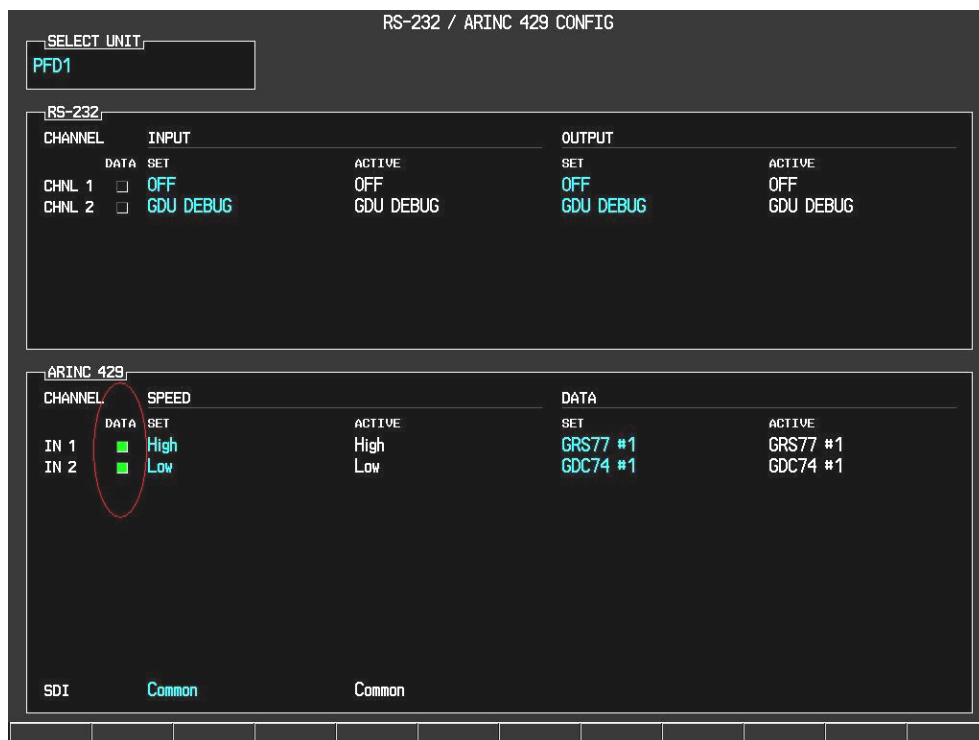 RS-232 / ARINC 429 CONFIG
SELECT UNIT
PFD1
RS-232
CHANNEL INPUT OUTPUT
DATA SET ACTIVE SET ACTIVE
CHNL 1 OFF OFF OFF OFF
CHNL 2 GDU DEBUG GDU DEBUG GDU DEBUG GDU DEBUG
ARINC 429
CHANNEL SPEED DATA
DATA SET ACTIVE SET ACTIVE
IN 1 High High GRS77 #1 GRS77 #1
IN 2 Low Low GDC74 #1 GDC74 #1
SDI Common Common